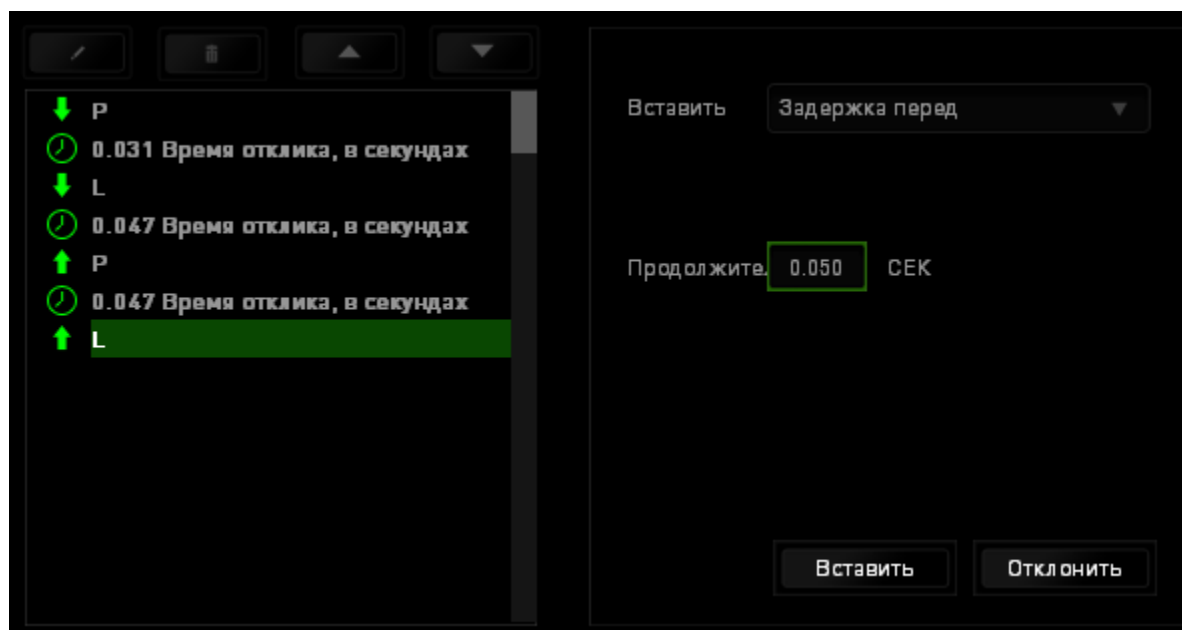 P
0.031 Время отклика, в секундах
L
0.047 Время отклика, в секундах
P
0.047 Время отклика, в секундах
L
Вставить Задержка перед
Продолжите 0.050 СЕК
Вставить Отклонить